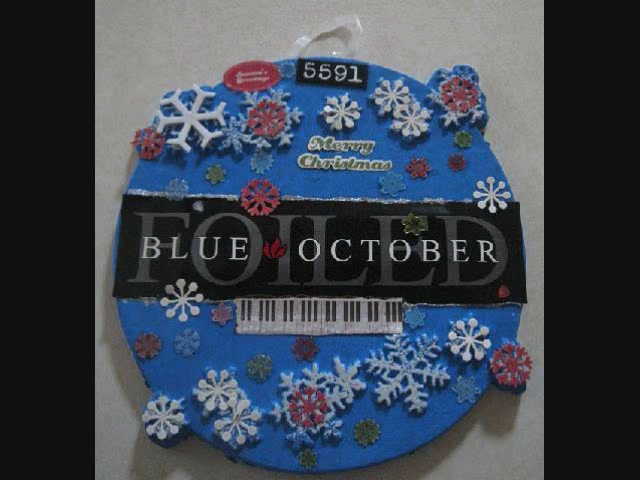 Season's
Greetings
5591
Merry
Christmas
FOILED
BLUE OCTOBER